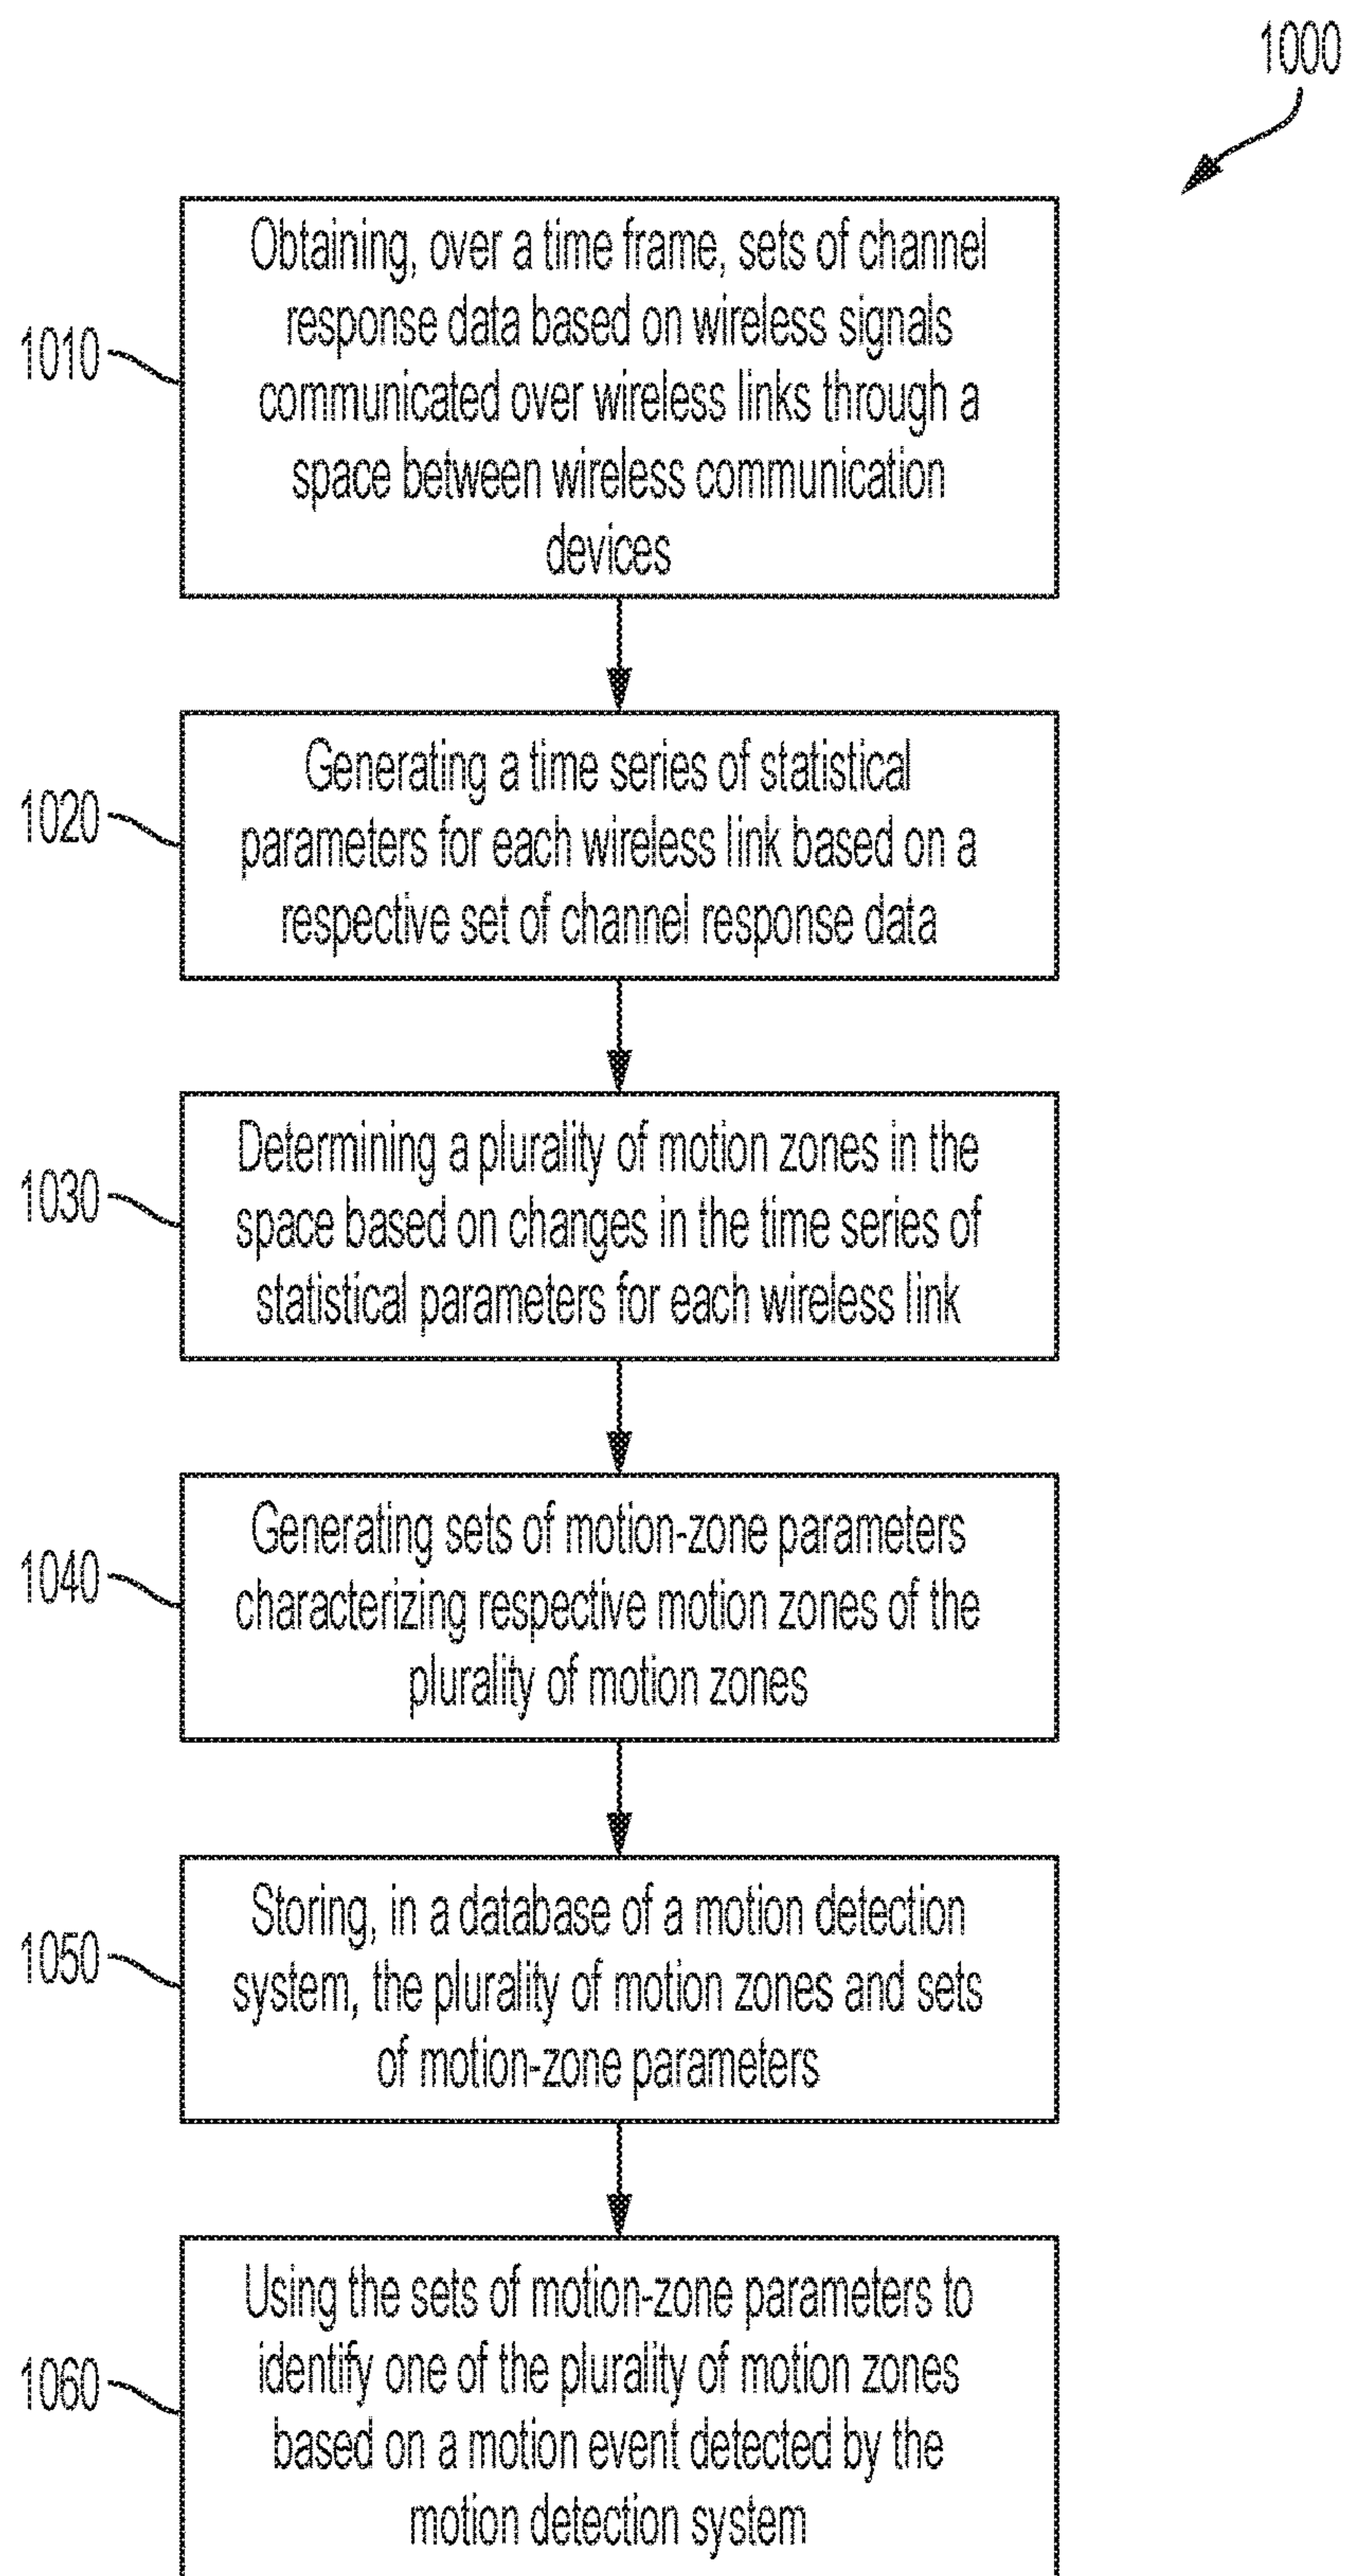 1000
1010
Obtaining, over a time frame, sets of channel
response data based on wireless signals
communicated over wireless links through a
space between wireless communication
devices
1020
Generating a time series of statistical
parameters for each wireless link based on a
respective set of channel response data
1030
Determining a plurality of motion zones in the
space based on changes in the time series of
statistical parameters for each wireless link
1040
Generating sets of motion-zone parameters
characterizing respective motion zones of the
plurality of motion zones
1050
Storing, in a database of a motion detection
system, the plurality of motion zones and sets
of motion-zone parameters
1060
Using the sets of motion-zone parameters to
identify one of the plurality of motion zones
based on a motion event detected by the
motion detection system